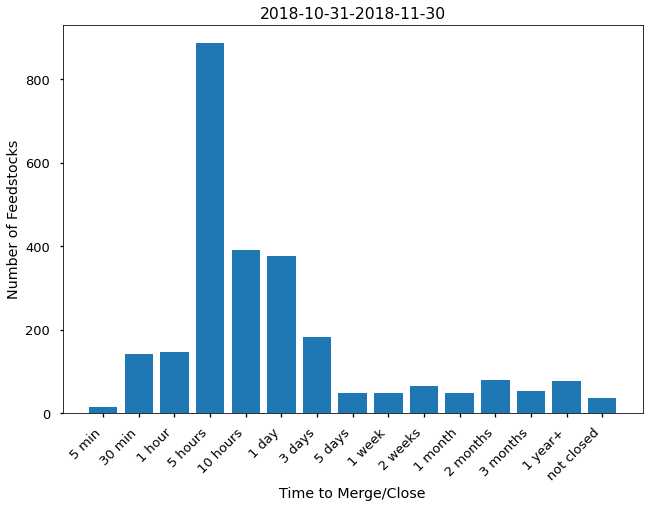 2018-10-31-2018-11-30
Number of Feedstocks
800
600
400
200
0
5 min
30 min
1 hour
5 hours
10 hours
1 day
3 days
5 days
1 week
2 weeks
1 month
2 months
3 months
1 year+
not closed
Time to Merge/Close